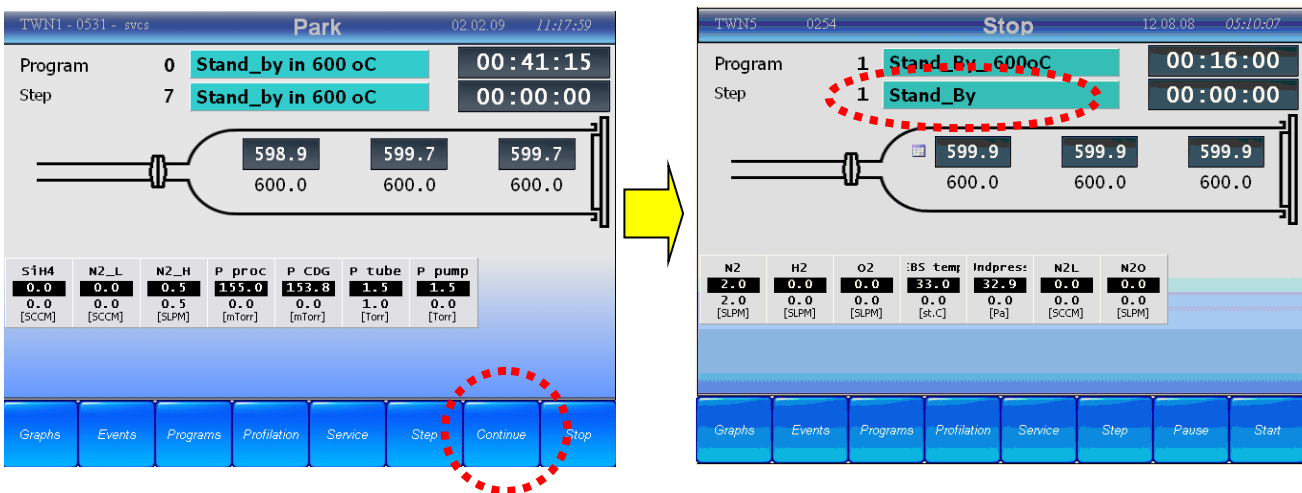 TWN1 - 0531 - svcs Park 02.02.09 11:17:59
Program 0 Stand_by in 600 oC 00:41:15
Step 7 Stand_by in 600 oC 00:00:00
598.9 599.7 599.7
600.0 600.0 600.0
SiH4 N2_L N2_H P proc P CDG P tube P pump
0.0 0.0 0.5 155.0 153.8 1.5 1.5
0.0 0.0 0.5 0.0 0.0 1.0 0.0
[SCCM] [SCCM] [SLPM] [mTorr] [mTorr] [Torr] [Torr]
Graphs Events Programs Profilation Service Step Continue Stop
TWN5 0254 Stop 12.08.08 05:10:07
Program 1 Stand_By_ 600oC 00:16:00
Step 1 Stand_By 00:00:00
599.9 599.9 599.9
600.0 600.0 600.0
N2 H2 O2 EBS temp Indpress N2L N2O
2.0 0.0 0.0 33.0 32.9 0.0 0.0
2.0 0.0 0.0 0.0 0.0 0.0 0.0
[SLPM] [SLPM] [SLPM] [st.C] [Pa] [SCCM] [SLPM]
Graphs Events Programs Profilation Service Step Pause Start